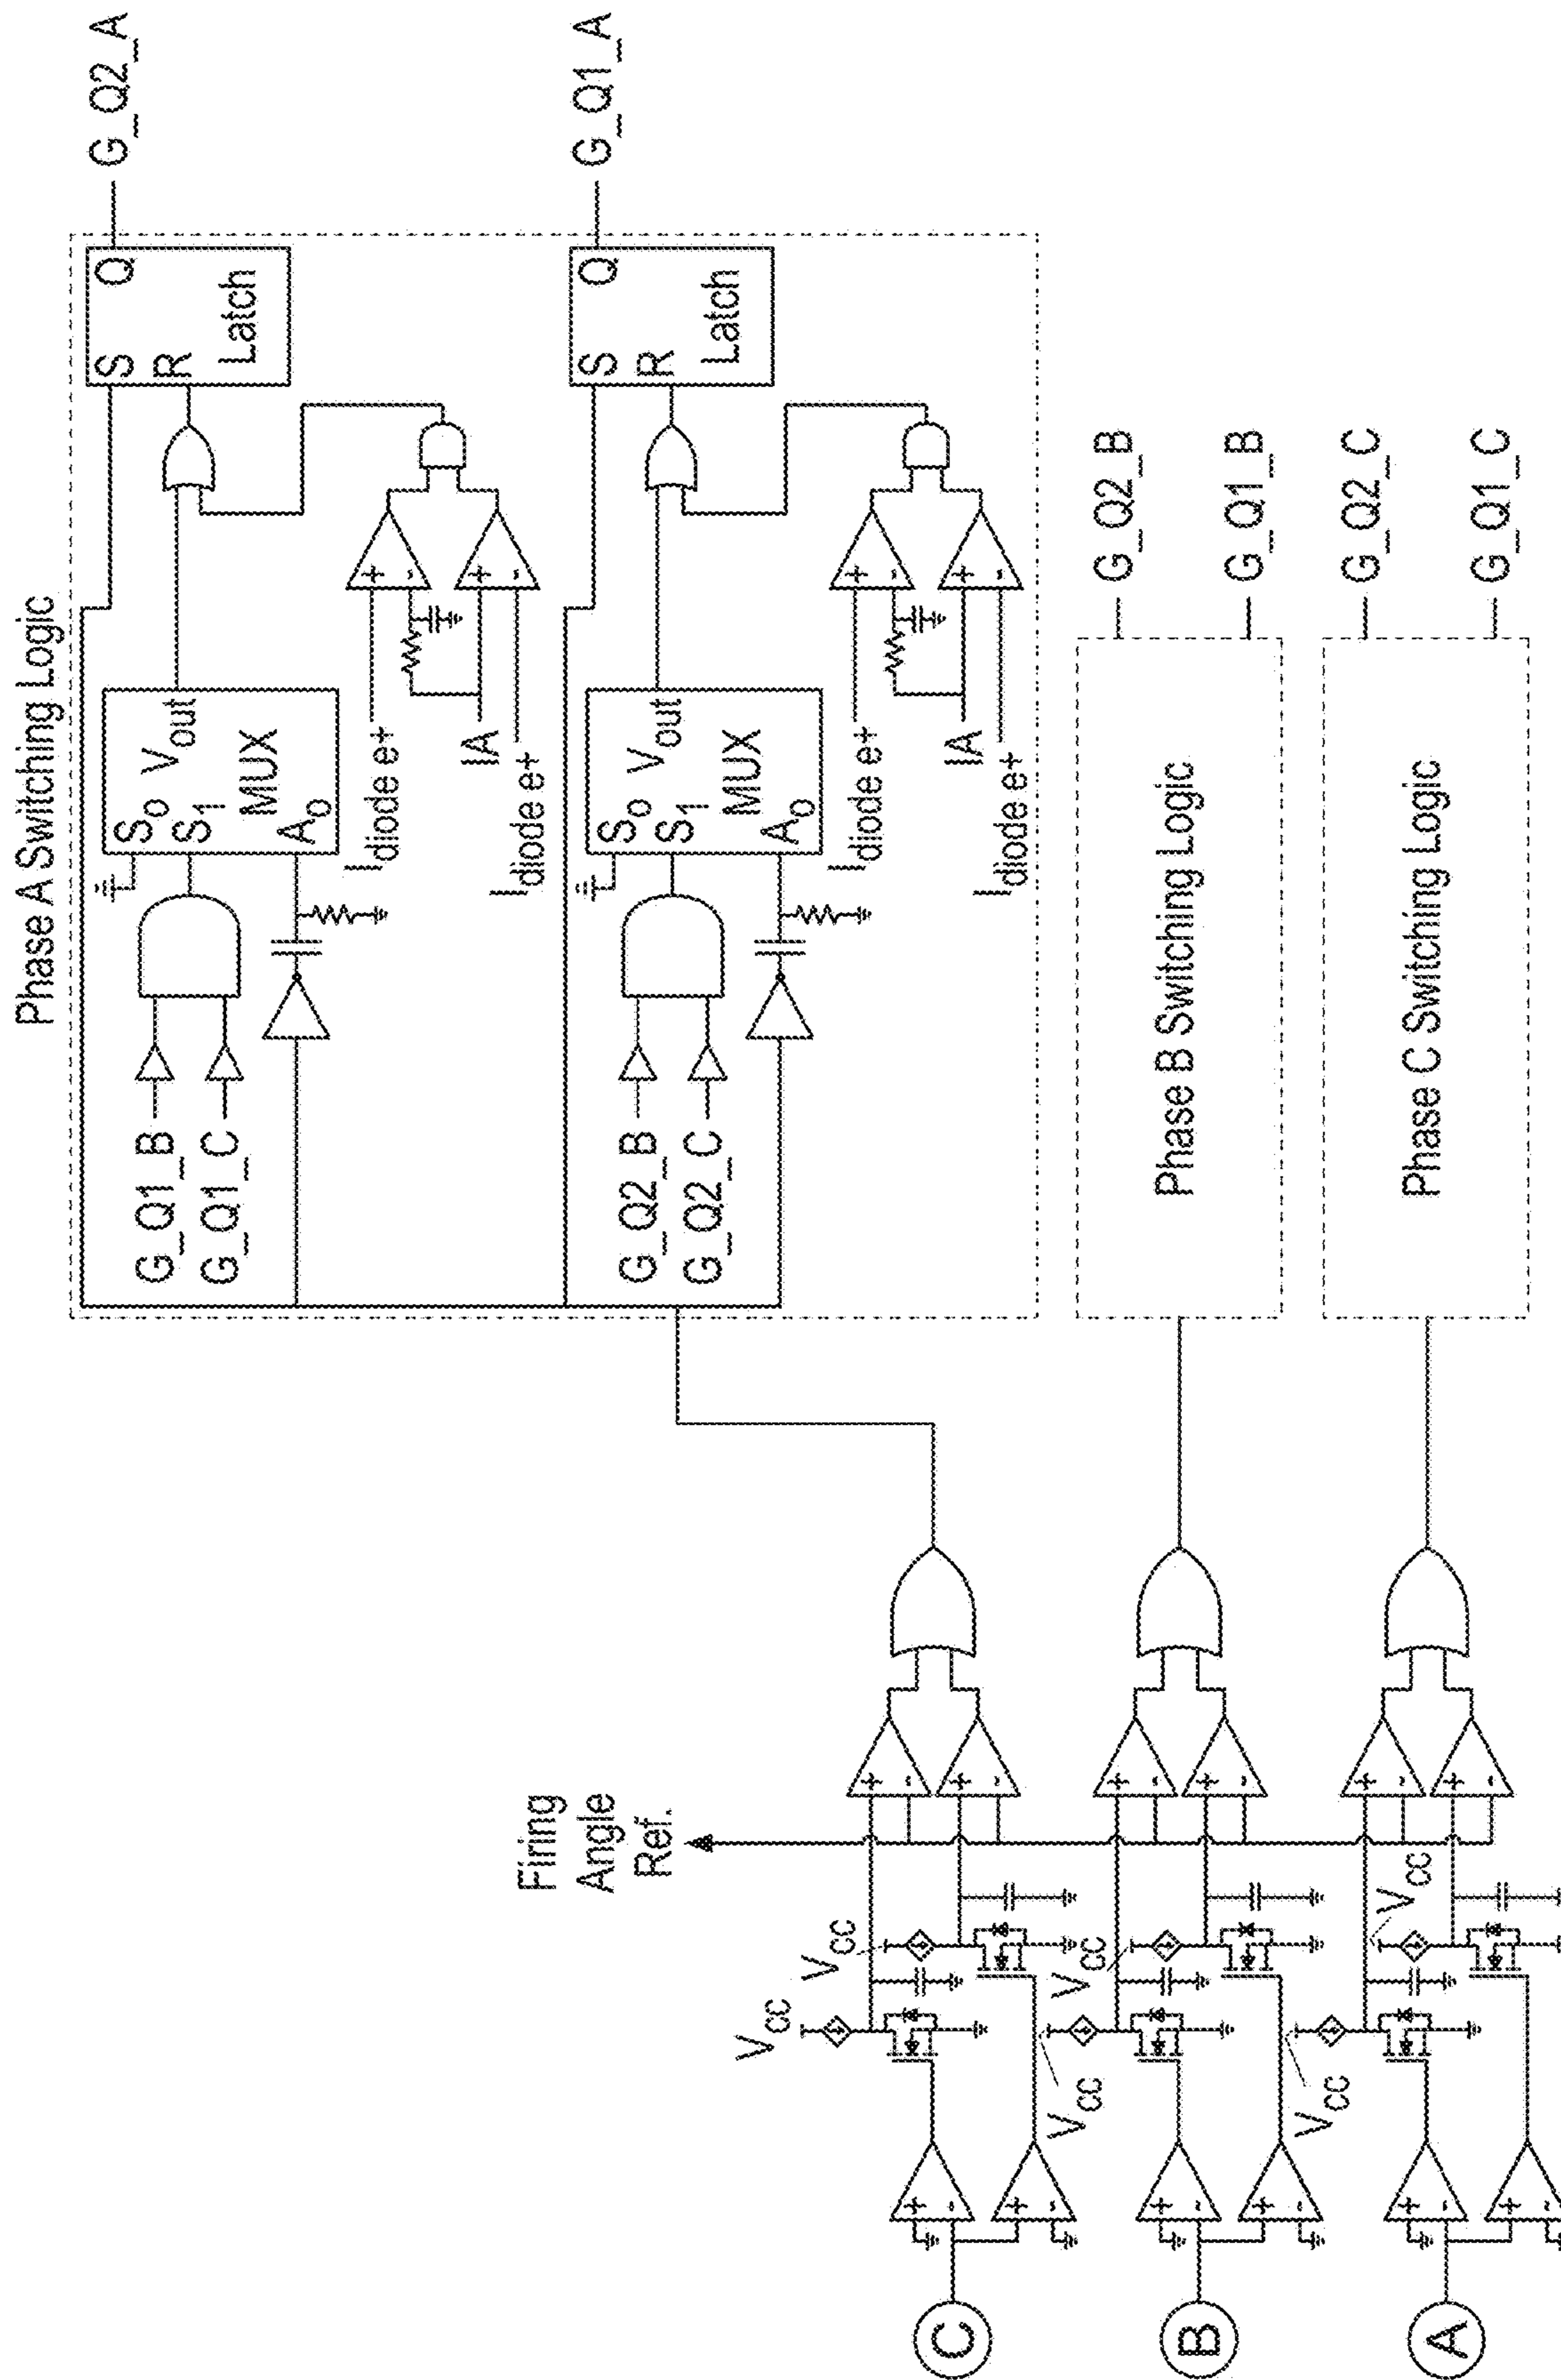 Phase A Switching Logic
G_Q1_B
G_Q1_C
S0
S1
Vout
MUX
A0
S
R
Q
Latch
G_Q2_A
+
-
+
-
Idiode e+
IA
Idiode e+
G_Q2_B
G_Q2_C
S0
S1
Vout
MUX
A0
S
R
Q
Latch
G_Q1_A
+
-
+
-
Idiode e+
IA
Idiode e+
Phase B Switching Logic
G_Q2_B
G_Q1_B
Phase C Switching Logic
G_Q2_C
G_Q1_C
Firing
Angle
Ref.
C
+
-
+
-
VCC
VCC
+
-
+
-
B
+
-
+
-
VCC
VCC
+
-
+
-
A
+
-
+
-
VCC
VCC
+
-
+
-